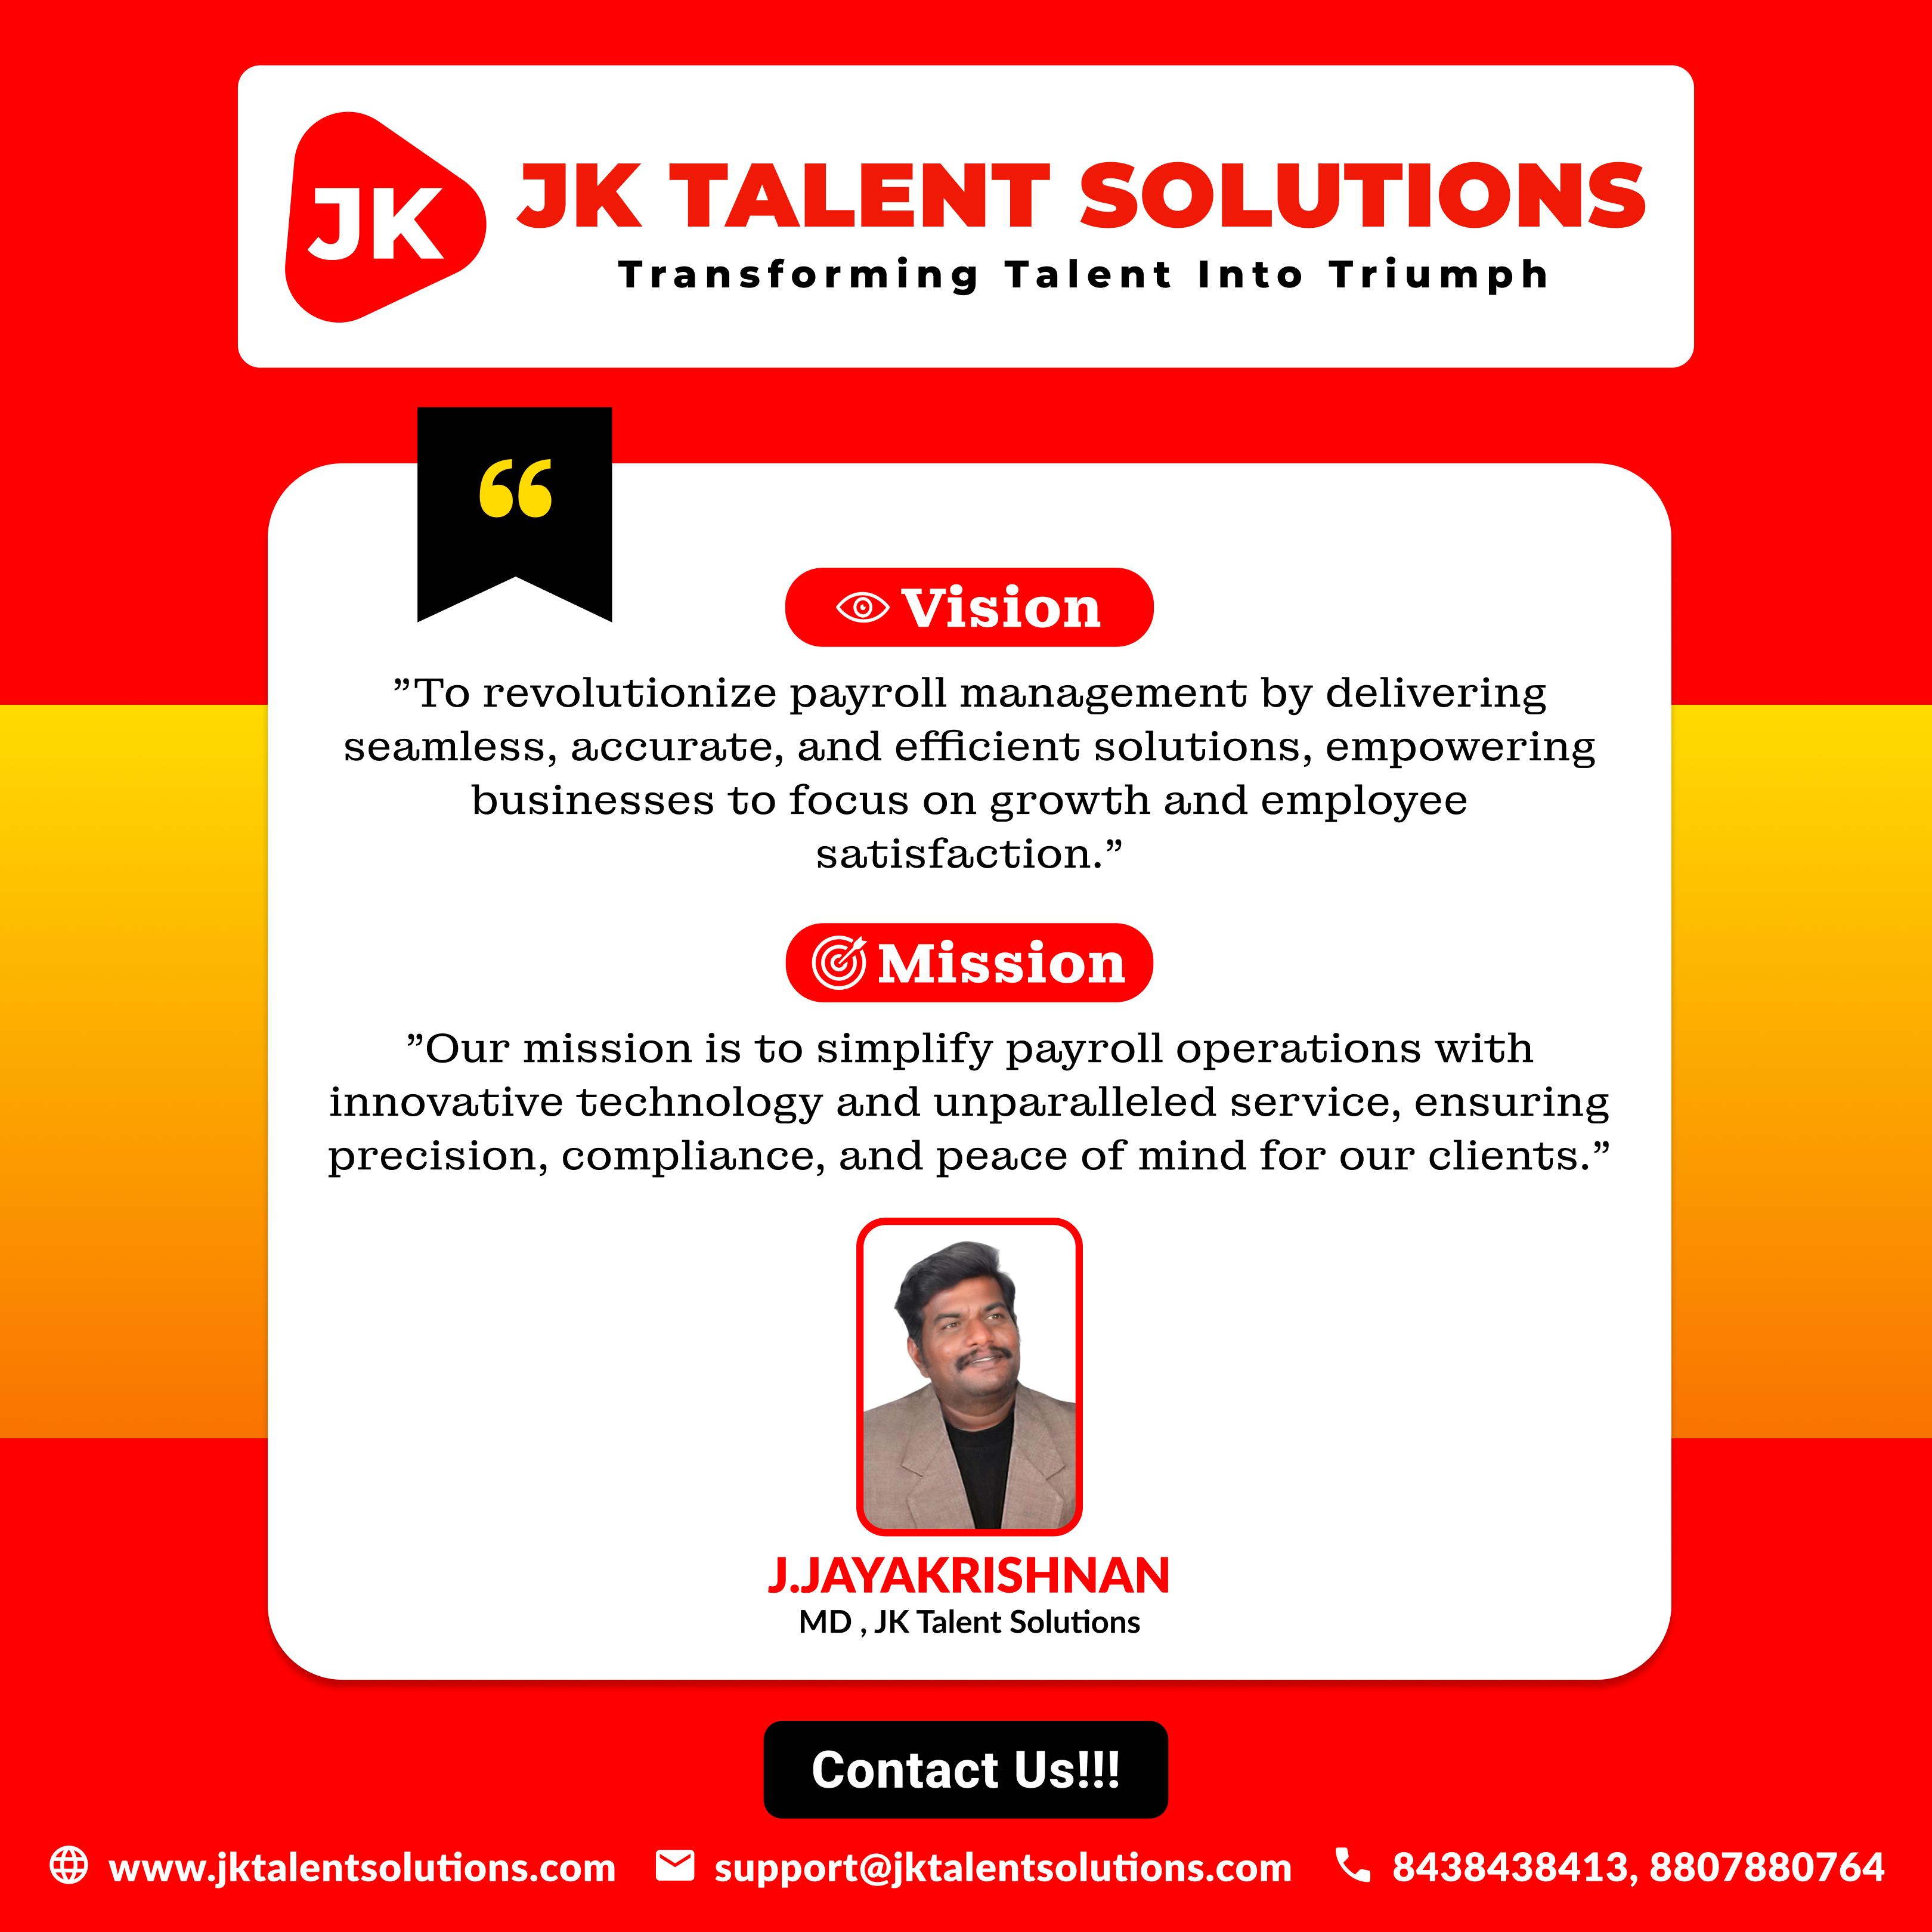 JK
JK TALENT SOLUTIONS
Transforming Talent Into Triumph
“
Vision
”To revolutionize payroll management by delivering
seamless, accurate, and efficient solutions, empowering
businesses to focus on growth and employee
satisfaction.”
Mission
”Our mission is to simplify payroll operations with
innovative technology and unparalleled service, ensuring
precision, compliance, and peace of mind for our clients.”
J.JAYAKRISHNAN
MD , JK Talent Solutions
Contact Us!!!
www.jktalentsolutions.com support@jktalentsolutions.com 8438438413, 8807880764